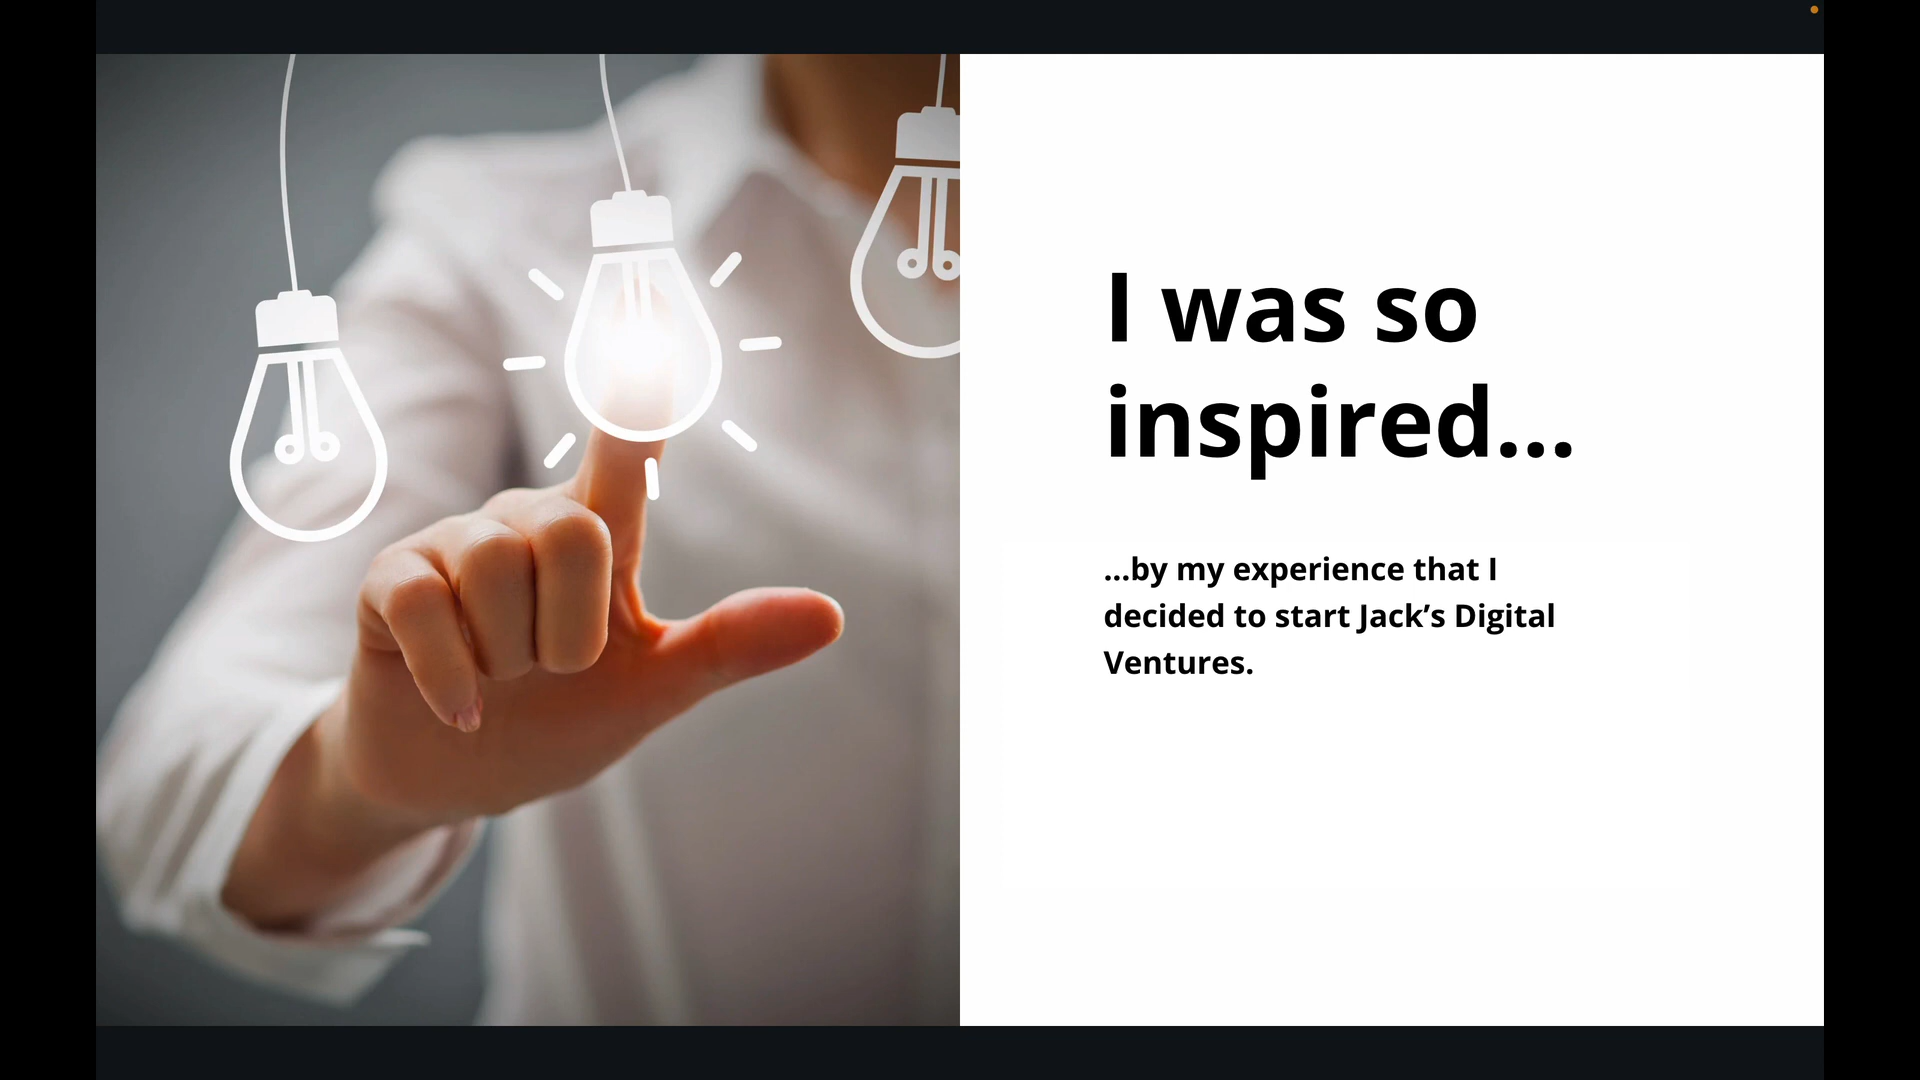 I was so
inspired...
...by my experience that I
decided to start Jack’s Digital
Ventures.